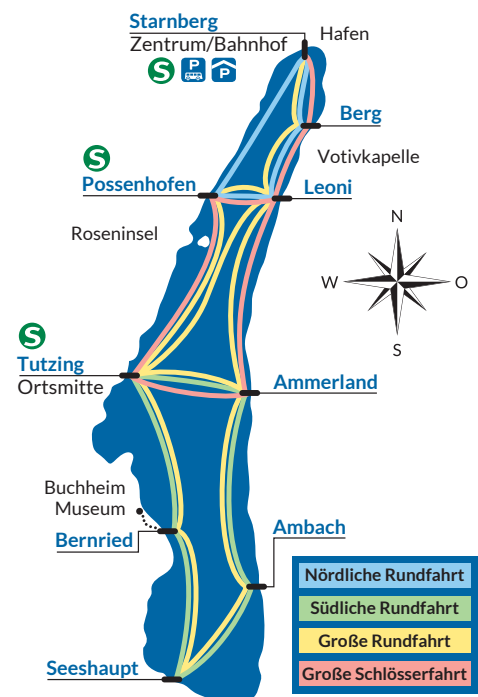 Starnberg
Zentrum/Bahnhof
Hafen
S
P
P
Berg
Votivkapelle
S
Possenhofen
Leoni
Roseninsel
N
W
O
S
S
Tutzing
Ortsmitte
Ammerland
Buchheim
Museum
Bernried
Ambach
Nördliche Rundfahrt
Südliche Rundfahrt
Große Rundfahrt
Große Schlösserfahrt
Seeshaupt